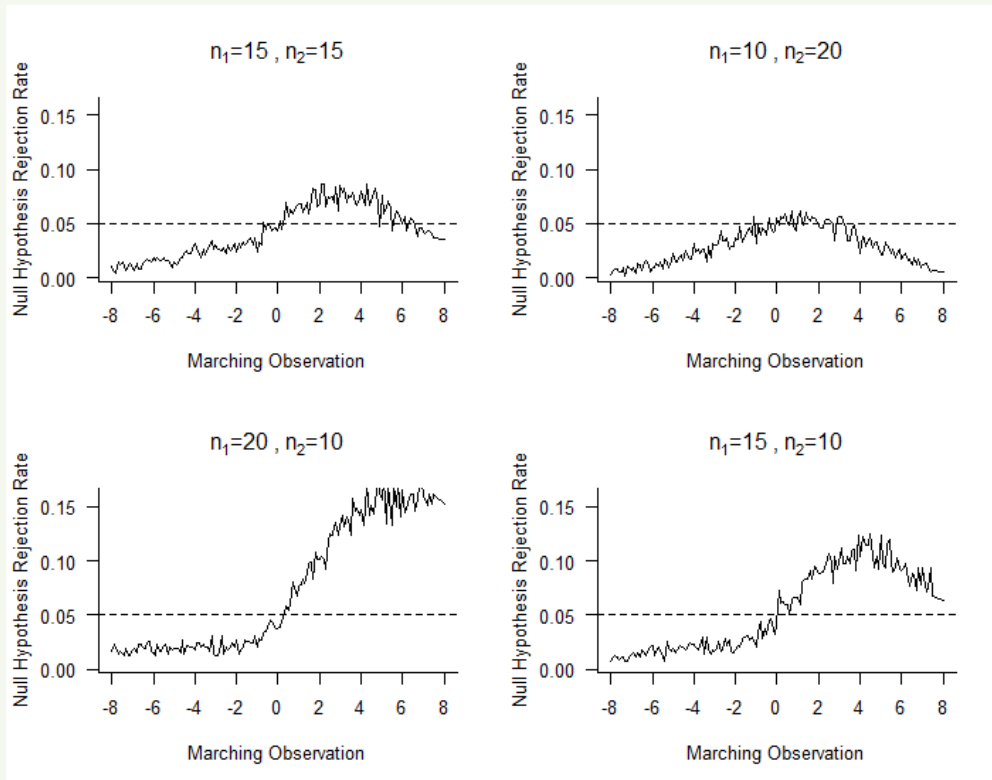 n₁=15 , n₂=15
Null Hypothesis Rejection Rate
0.15
0.10
0.05
0.00
-8 -6 -4 -2 0 2 4 6 8
Marching Observation
n₁=10 , n₂=20
Null Hypothesis Rejection Rate
0.15
0.10
0.05
0.00
-8 -6 -4 -2 0 2 4 6 8
Marching Observation
n₁=20 , n₂=10
Null Hypothesis Rejection Rate
0.15
0.10
0.05
0.00
-8 -6 -4 -2 0 2 4 6 8
Marching Observation
n₁=15 , n₂=10
Null Hypothesis Rejection Rate
0.15
0.10
0.05
0.00
-8 -6 -4 -2 0 2 4 6 8
Marching Observation